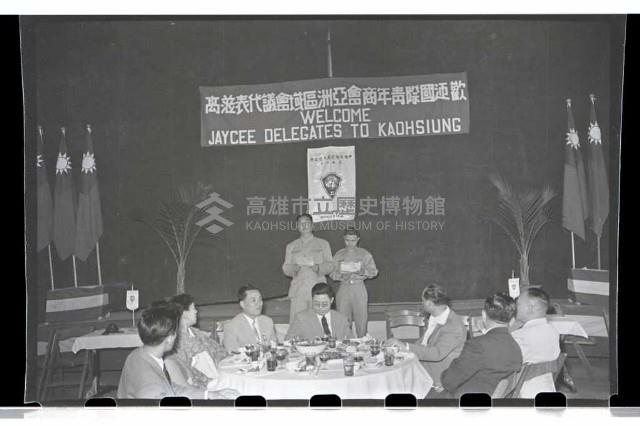 歡迎國際青年商會亞洲區域會議代表蒞高
WELCOME
JAYCEE DELEGATES TO KAOHSIUNG
高雄市立歷史博物館
KAOHSIUNG MUSEUM OF HISTORY